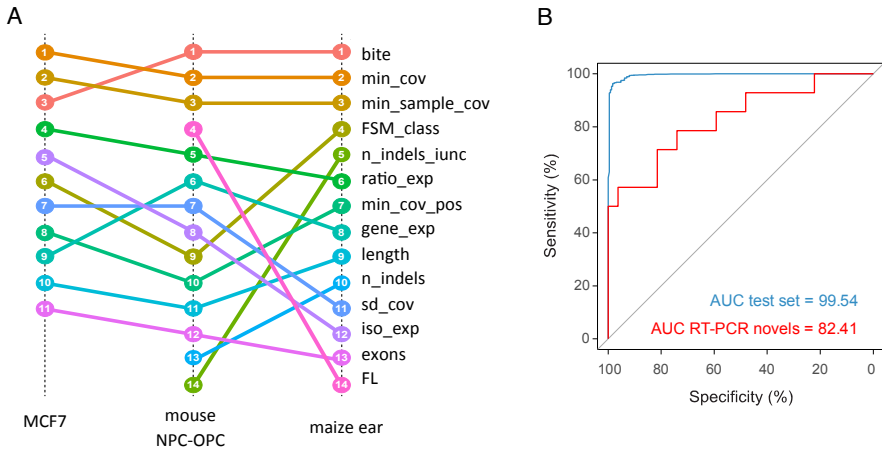 A
1 1 1 bite
2 2 2 min_cov
3 3 3 min_sample_cov
4 4 4 FSM_class
5 5 5 n_indels_iunc
6 6 6 ratio_exp
7 7 7 min_cov_pos
8 8 8 gene_exp
9 9 9 length
10 10 10 n_indels
11 11 11 sd_cov
12 12 iso_exp
13 13 exons
14 14 FL
MCF7
mouse
NPC-OPC
maize ear
B
Sensitivity (%)
100
80
60
40
20
0
AUC test set = 99.54
AUC RT-PCR novels = 82.41
100 80 60 40 20 0
Specificity (%)